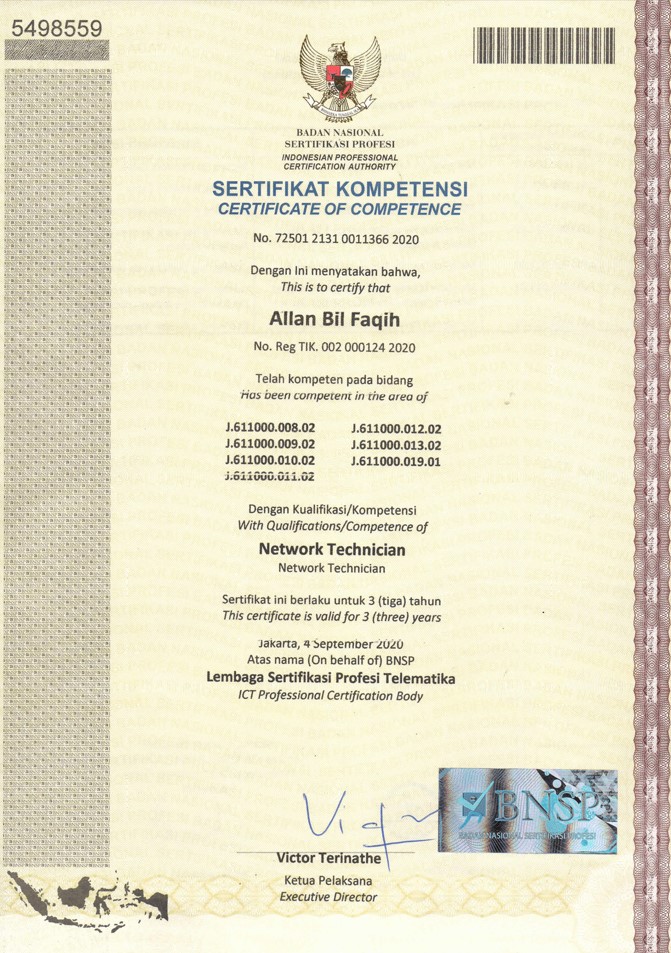 5498559
BADAN NASIONAL
SERTIFIKASI PROFESI
INDONESIAN PROFESSIONAL
CERTIFICATION AUTHORITY
SERTIFIKAT KOMPETENSI
CERTIFICATE OF COMPETENCE
No. 72501 2131 0011366 2020
Dengan Ini menyatakan bahwa,
This is to certify that
Allan Bil Faqih
No. Reg TIK. 002 000124 2020
Telah kompeten pada bidang
Has been competent in the area of
J.611000.008.02 J.611000.012.02
J.611000.009.02 J.611000.013.02
J.611000.010.02 J.611000.019.01
J.611000.011.02
Dengan Kualifikasi/Kompetensi
With Qualifications/Competence of
Network Technician
Network Technician
Sertifikat ini berlaku untuk 3 (tiga) tahun
This certificate is valid for 3 (three) years
Jakarta, 4 September 2020
Atas nama (On behalf of) BNSP
Lembaga Sertifikasi Profesi Telematika
ICT Professional Certification Body
BNSP
BADAN NASIONAL SERTIFIKASI PROFESI
Victor Terinathe
Ketua Pelaksana
Executive Director